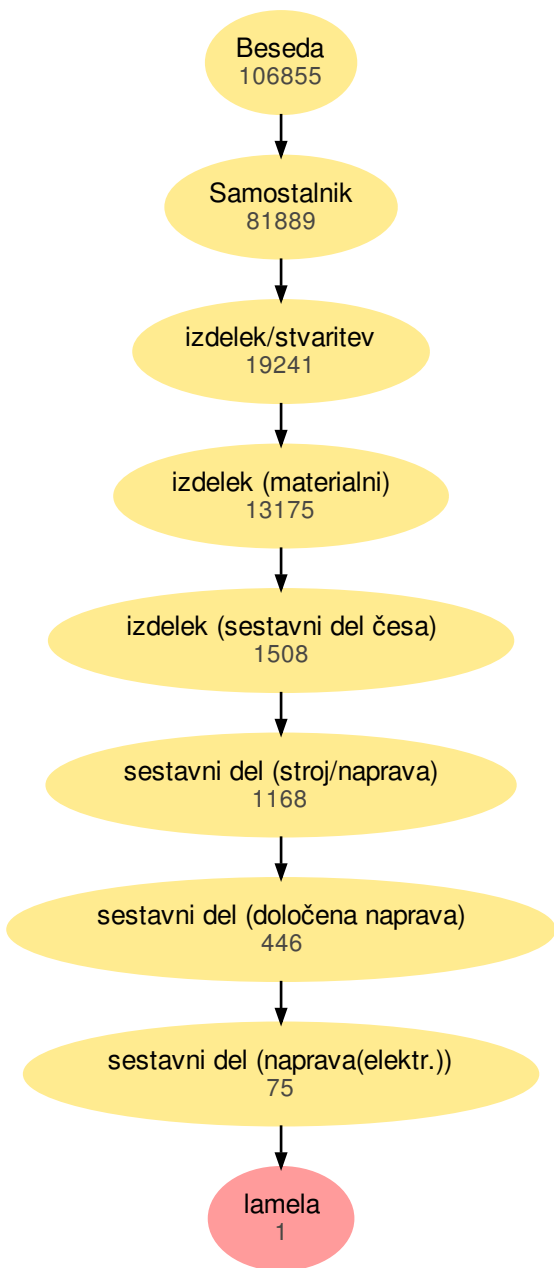 Beseda
106855
Samostalnik
81889
izdelek/stvaritev
19241
izdelek (materialni)
13175
izdelek (sestavni del česa)
1508
sestavni del (stroj/naprava)
1168
sestavni del (določena naprava)
446
sestavni del (naprava(elektr.))
75
lamela
1